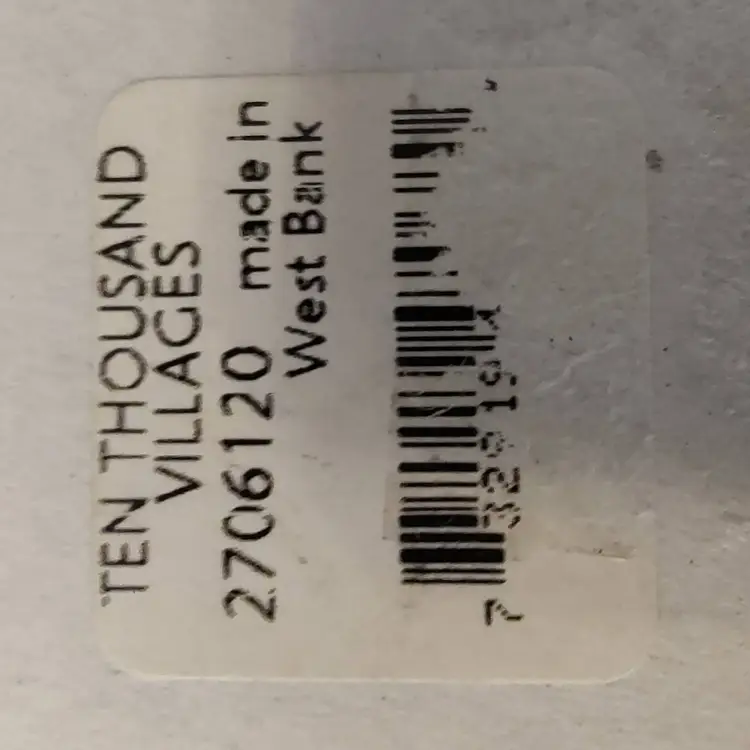 TEN THOUSAND
VILLAGES
2706120 made in
West Bank